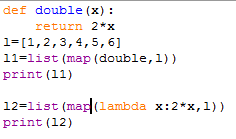 def double(x):
    return 2*x
l=[1,2,3,4,5,6]
l1=list(map(double,l))
print(l1)

l2=list(map(lambda x:2*x,l))
print(l2)